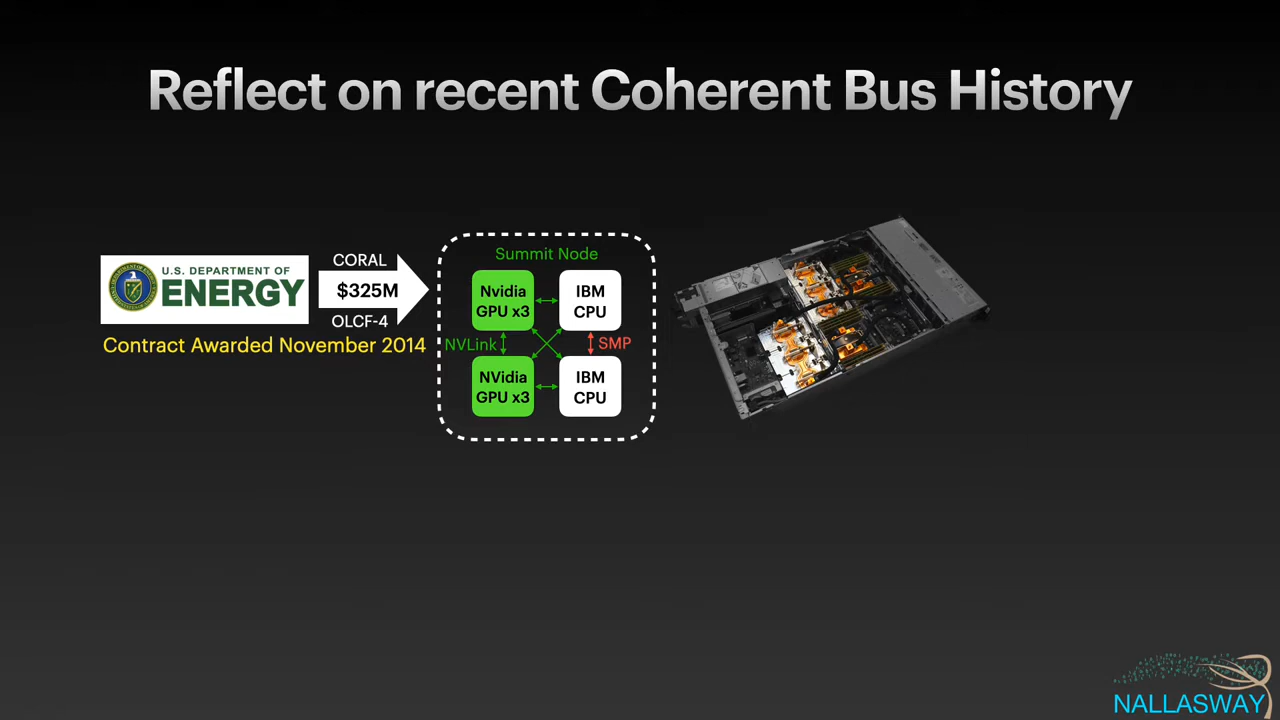 Reflect on recent Coherent Bus History
U.S. DEPARTMENT OF
ENERGY
CORAL
$325M
OLCF-4
Contract Awarded November 2014
Summit Node
Nvidia
GPU x3
IBM
CPU
NVLink
SMP
NVidia
GPU x3
IBM
CPU
NALLASWAY